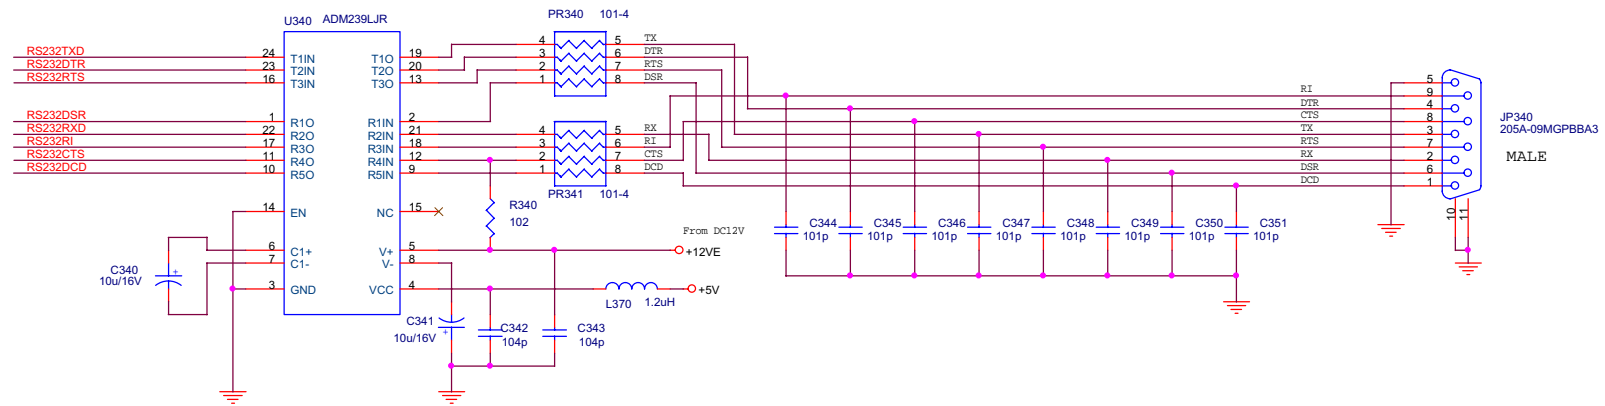 U340 ADM239LJR
PR340 101-4
RS232TXD 24 T1IN T1O 19 4 5 TX
RS232DTR 23 T2IN T2O 20 3 6 DTR
RS232RTS 16 T3IN T3O 13 2 7 RTS
1 8 DSR
RS232DSR 1 R1O R1IN 2
RS232RXD 22 R2O R2IN 21 4 5 RX
RS232RI 17 R3O R3IN 18 3 6 RI
RS232CTS 11 R4O R4IN 12 2 7 CTS
RS232DCD 10 R5O R5IN 9 1 8 DCD
PR341 101-4
14 EN NC 15
R340
102
6 C1+ V+ 5
7 C1- V- 8
3 GND VCC 4
C340
10u/16V
From DC12V
+12VE
L370 1.2uH +5V
C341
10u/16V
C342
104p
C343
104p
C344
101p
C345
101p
C346
101p
C347
101p
C348
101p
C349
101p
C350
101p
C351
101p
5
RI 9
DTR 4
CTS 8
TX 3
RTS 7
RX 2
DSR 6
DCD 1
10
11
JP340
205A-09MGPBBA3
MALE